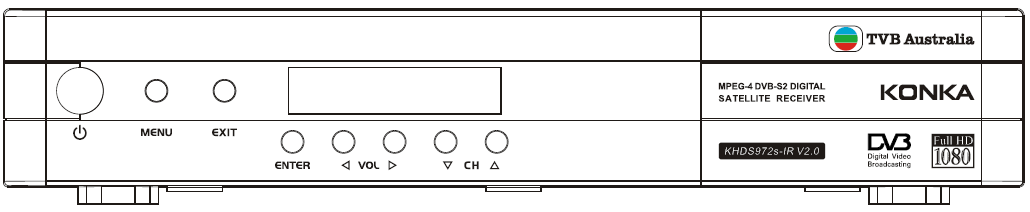 TVB Australia
MPEG-4 DVB-S2 DIGITAL
SATELLITE RECEIVER
KONKA
MENU
EXIT
ENTER
VOL
CH
KHDS972s-IR V2.0
DVB
Digital Video
Broadcasting
Full HD
1080